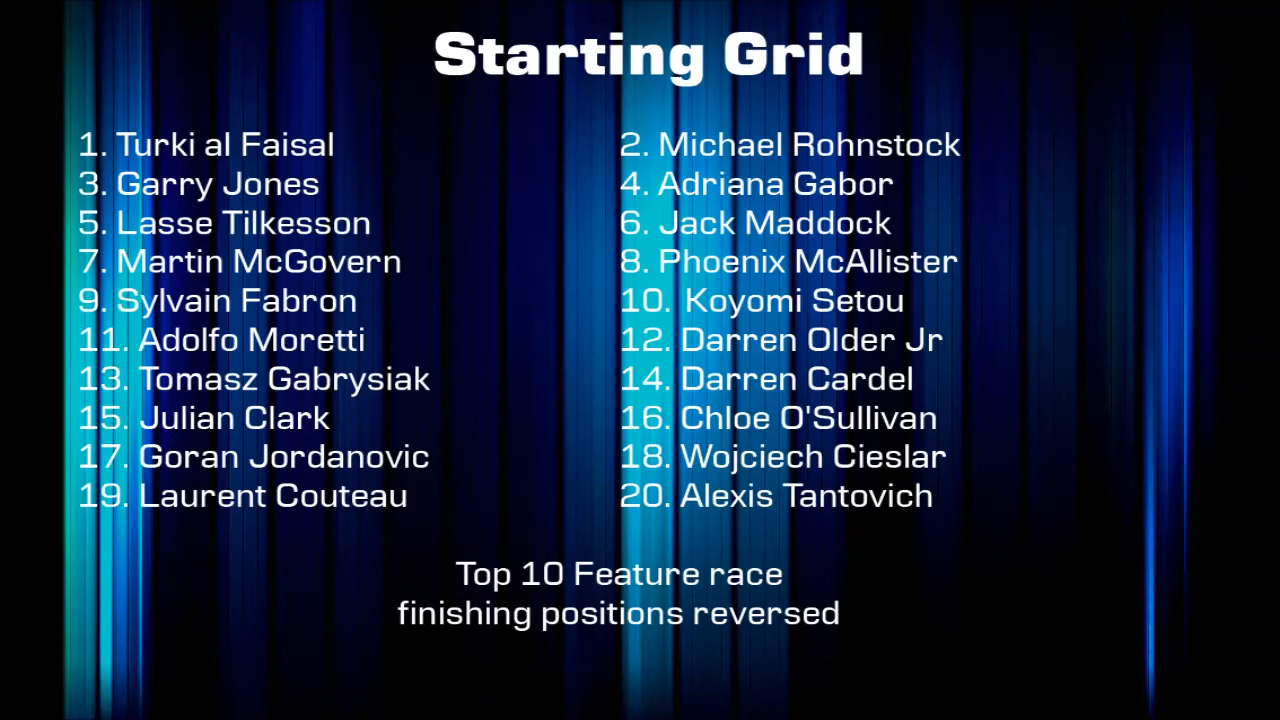 Starting Grid
1. Turki al Faisal
2. Michael Rohnstock
3. Garry Jones
4. Adriana Gabor
5. Lasse Tilkesson
6. Jack Maddock
7. Martin McGovern
8. Phoenix McAllister
9. Sylvain Fabron
10. Koyomi Setou
11. Adolfo Moretti
12. Darren Older Jr
13. Tomasz Gabrysiak
14. Darren Cardel
15. Julian Clark
16. Chloe O'Sullivan
17. Goran Jordanovic
18. Wojciech Cieslar
19. Laurent Couteau
20. Alexis Tantovich
Top 10 Feature race
finishing positions reversed